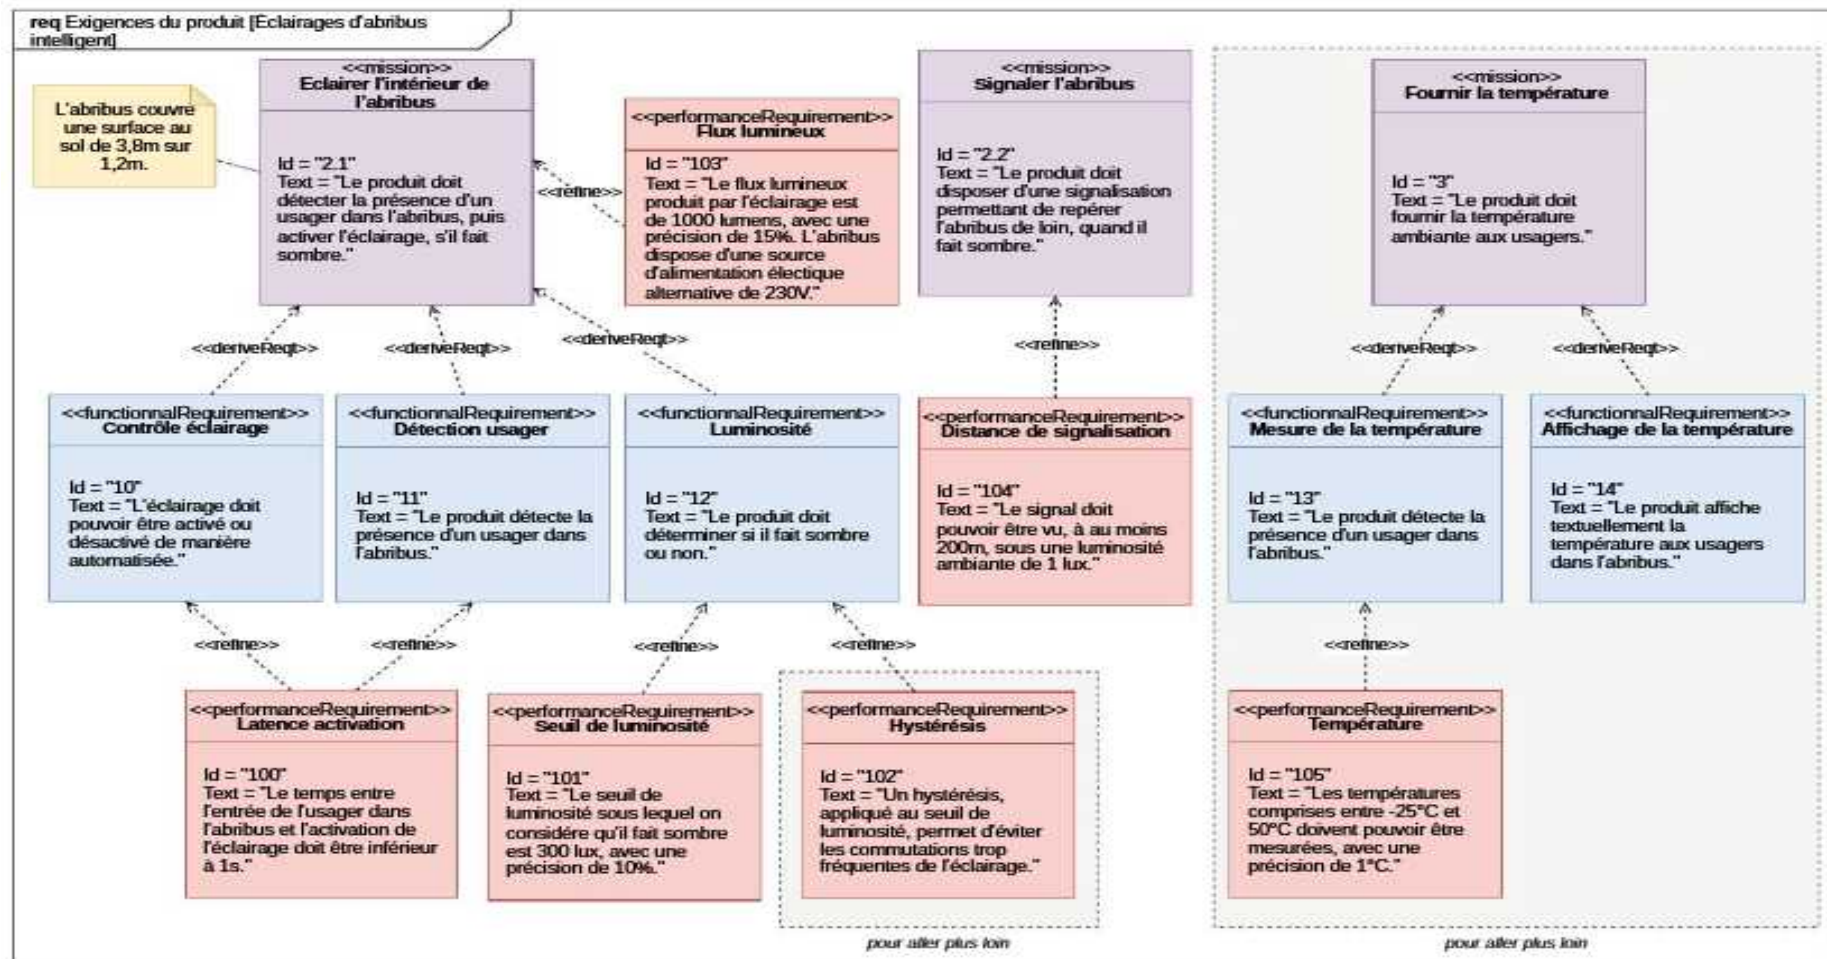 req Exigences du produit [Éclairages d'abribus
intelligent]
L'abribus couvre
une surface au
sol de 3,8m sur
1,2m.
<<mission>>
Eclairer l'intérieur de
l'abribus
Id = "2.1"
Text = "Le produit doit
détecter la présence d'un
usager dans l'abribus, puis
activer l'éclairage, s'il fait
sombre."
<<refine>>
<<performanceRequirement>>
Flux lumineux
Id = "103"
Text = "Le flux lumineux
produit par l'éclairage est
de 1000 lumens, avec une
précision de 15%. L'abribus
dispose d'une source
d'alimentation électique
alternative de 230V."
<<mission>>
Signaler l'abribus
Id = "2.2"
Text = "Le produit doit
disposer d'une signalisation
permettant de repérer
l'abribus de loin, quand il
fait sombre."
<<mission>>
Fournir la température
Id = "3"
Text = "Le produit doit
fournir la température
ambiante aux usagers."
<<deriveReqt>>
<<deriveReqt>>
<<deriveReqt>>
<<refine>>
<<deriveReqt>>
<<deriveReqt>>
<<functionnalRequirement>>
Contrôle éclairage
Id = "10"
Text = "L'éclairage doit
pouvoir être activé ou
désactivé de manière
automatisée."
<<functionnalRequirement>>
Détection usager
Id = "11"
Text = "Le produit détecte la
présence d'un usager dans
l'abribus."
<<functionnalRequirement>>
Luminosité
Id = "12"
Text = "Le produit doit
déterminer si il fait sombre
ou non."
<<performanceRequirement>>
Distance de signalisation
Id = "104"
Text = "Le signal doit
pouvoir être vu, à au moins
200m, sous une luminosité
ambiante de 1 lux."
<<functionnalRequirement>>
Mesure de la température
Id = "13"
Text = "Le produit détecte la
présence d'un usager dans
l'abribus."
<<functionnalRequirement>>
Affichage de la température
Id = "14"
Text = "Le produit affiche
textuellement la
température aux usagers
dans l'abribus."
<<refine>>
<<refine>>
<<refine>>
<<refine>>
<<refine>>
<<performanceRequirement>>
Latence activation
Id = "100"
Text = "Le temps entre
l'entrée de l'usager dans
l'abribus et l'activation de
l'éclairage doit être inférieur
à 1s."
<<performanceRequirement>>
Seuil de luminosité
Id = "101"
Text = "Le seuil de
luminosité sous lequel on
considére qu'il fait sombre
est 300 lux, avec une
précision de 10%."
<<performanceRequirement>>
Hystérésis
Id = "102"
Text = "Un hystérésis,
appliqué au seuil de
luminosité, permet d'éviter
les commutations trop
fréquentes de l'éclairage."
<<performanceRequirement>>
Température
Id = "105"
Text = "Les températures
comprises entre -25°C et
50°C doivent pouvoir être
mesurées, avec une
précision de 1°C."
pour aller plus loin
pour aller plus loin